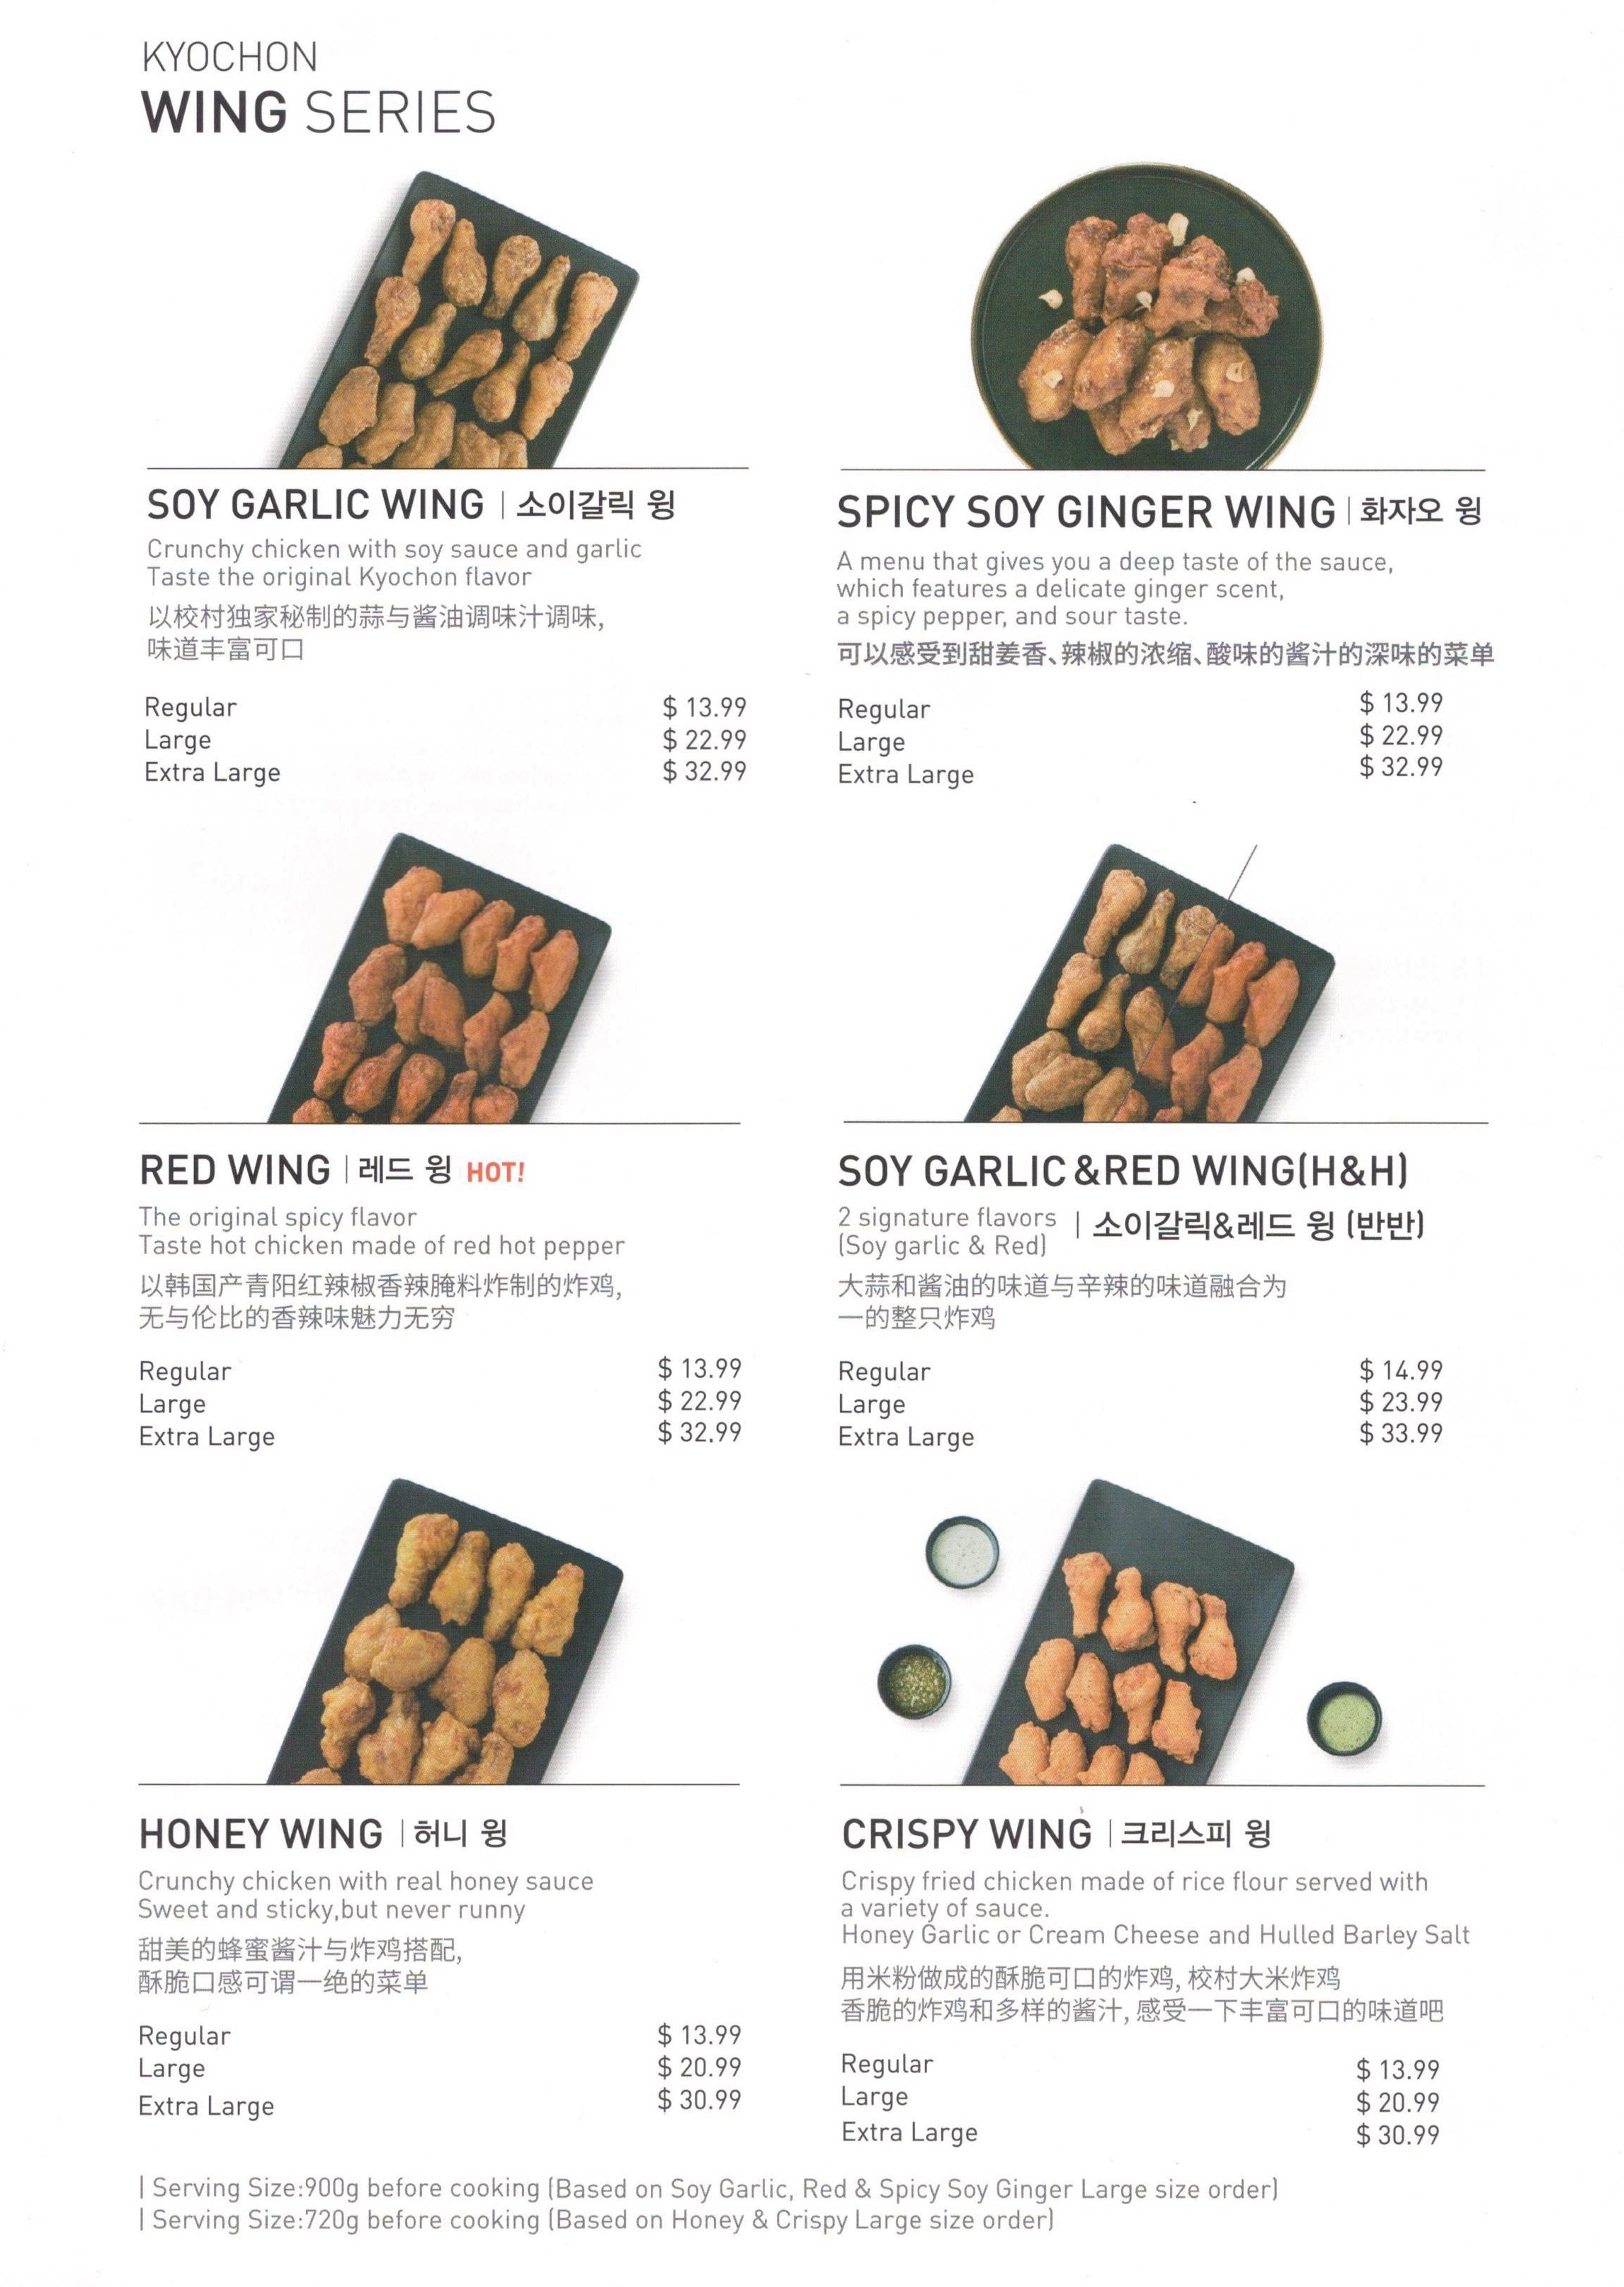 KYOCHON
WING SERIES
SOY GARLIC WING | 소이갈릭 윙
Crunchy chicken with soy sauce and garlic
Taste the original Kyochon flavor
以校村独家秘制的蒜与酱油调味汁调味,
味道丰富可口
Regular $ 13.99
Large $ 22.99
Extra Large $ 32.99
SPICY SOY GINGER WING | 화자오 윙
A menu that gives you a deep taste of the sauce,
which features a delicate ginger scent,
a spicy pepper, and sour taste.
可以感受到甜姜香、辣椒的浓缩、酸味的酱汁的深味的菜单
Regular $ 13.99
Large $ 22.99
Extra Large $ 32.99
RED WING | 레드 윙 HOT!
The original spicy flavor
Taste hot chicken made of red hot pepper
以韩国产青阳红辣椒香辣腌料炸制的炸鸡,
无与伦比的香辣味魅力无穷
Regular $ 13.99
Large $ 22.99
Extra Large $ 32.99
SOY GARLIC &RED WING(H&H)
2 signature flavors
(Soy garlic & Red) | 소이갈릭&레드 윙 (반반)
大蒜和酱油的味道与辛辣的味道融合为
一的整只炸鸡
Regular $ 14.99
Large $ 23.99
Extra Large $ 33.99
HONEY WING | 허니 윙
Crunchy chicken with real honey sauce
Sweet and sticky,but never runny
甜美的蜂蜜酱汁与炸鸡搭配,
酥脆口感可谓一绝的菜单
Regular $ 13.99
Large $ 20.99
Extra Large $ 30.99
CRISPY WING | 크리스피 윙
Crispy fried chicken made of rice flour served with
a variety of sauce.
Honey Garlic or Cream Cheese and Hulled Barley Salt
用米粉做成的酥脆可口的炸鸡, 校村大米炸鸡
香脆的炸鸡和多样的酱汁, 感受一下丰富可口的味道吧
Regular $ 13.99
Large $ 20.99
Extra Large $ 30.99
| Serving Size:900g before cooking (Based on Soy Garlic, Red & Spicy Soy Ginger Large size order)
| Serving Size:720g before cooking (Based on Honey & Crispy Large size order)